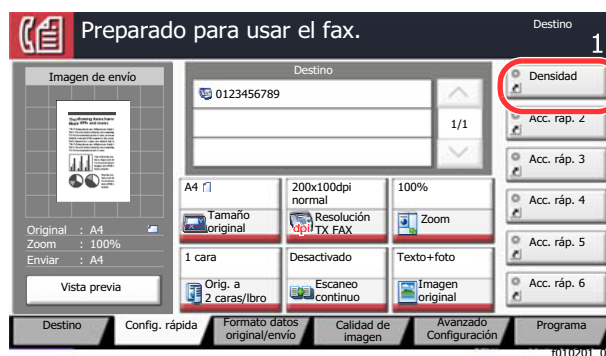 Preparado para usar el fax.
Destino
1
Imagen de envío
Original : A4
Zoom : 100%
Enviar : A4
Vista previa
Destino
0123456789
1/1
A4
Tamaño
original
200x100dpi
normal
dpi
Resolución
TX FAX
100%
Zoom
1 cara
Orig. a
2 caras/lbro
Desactivado
Escaneo
continuo
Texto+foto
Imagen
original
Densidad
Acc. ráp. 2
Acc. ráp. 3
Acc. ráp. 4
Acc. ráp. 5
Acc. ráp. 6
Destino
Config. rápida
Formato datos
original/envío
Calidad de
imagen
Avanzado
Configuración
Programa